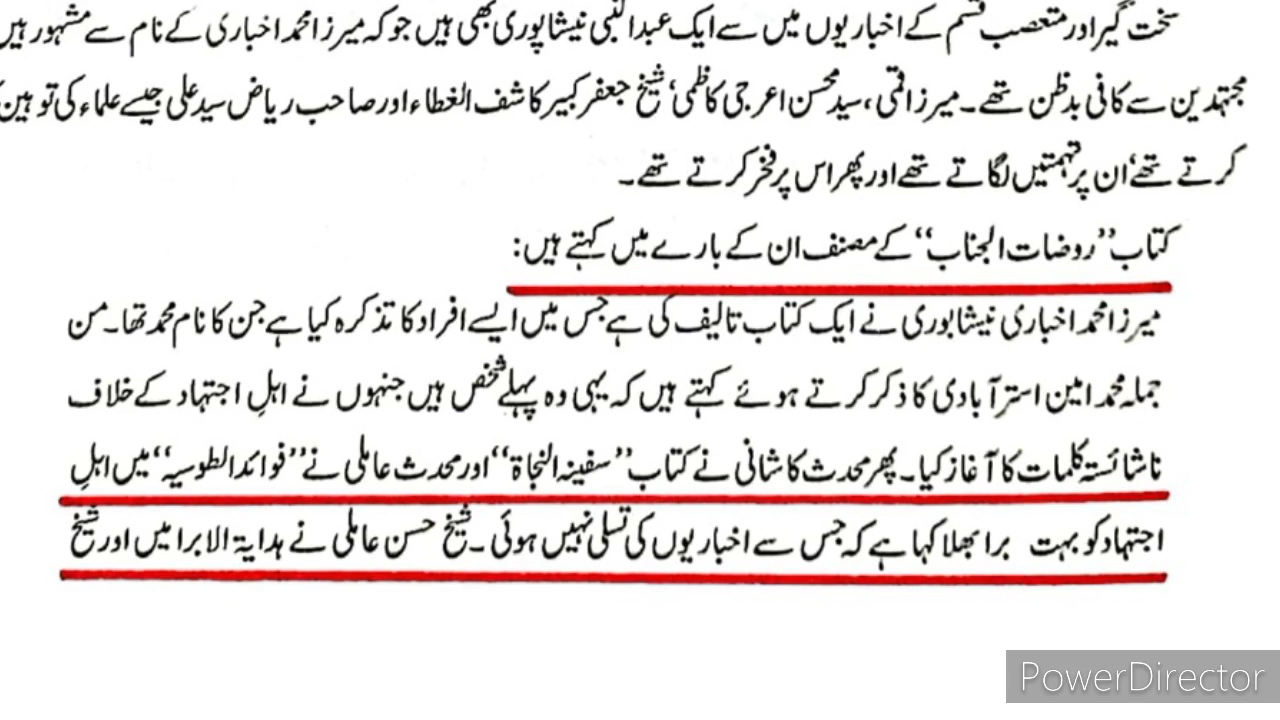 سخت گیر اور متعصب قسم کے اخباریوں میں سے ایک عبدالنبی نیشاپوری بھی ہیں جو کہ میرزا محمد اخباری کے نام سے مشہور ہیں
مجتہدین سے کافی بدظن تھے۔ میرزا قمی، سید محسن اعرجی کاظمی، شیخ جعفر کبیر کاشف الغطاء اور صاحب ریاض سید علی جیسے علماء کی توہین
کرتے تھے، ان پر تہمتیں لگاتے تھے اور پھر اس پر فخر کرتے تھے۔
کتاب ”روضات الجناب“ کے مصنف ان کے بارے میں کہتے ہیں:
میرزا محمد اخباری نیشابوری نے ایک کتاب تالیف کی ہے جس میں ایسے افراد کا تذکرہ کیا ہے جن کا نام محمد تھا۔ من
جملہ محمد امین استرآبادی کا ذکر کرتے ہوئے کہتے ہیں کہ یہی وہ پہلے شخص ہیں جنہوں نے اہلِ اجتہاد کے خلاف
ناشائستہ کلمات کا آغاز کیا۔ پھر محدث کاشانی نے کتاب ”سفینہ النجاۃ“ اور محدث عاملی نے ”فوائد الطوسیہ“ میں اہلِ
اجتہاد کو بہت برا بھلا کہا ہے کہ جس سے اخباریوں کی تسلی نہیں ہوئی۔ شیخ حسن عاملی نے ہدایۃ الابرا میں اور شیخ
PowerDirector